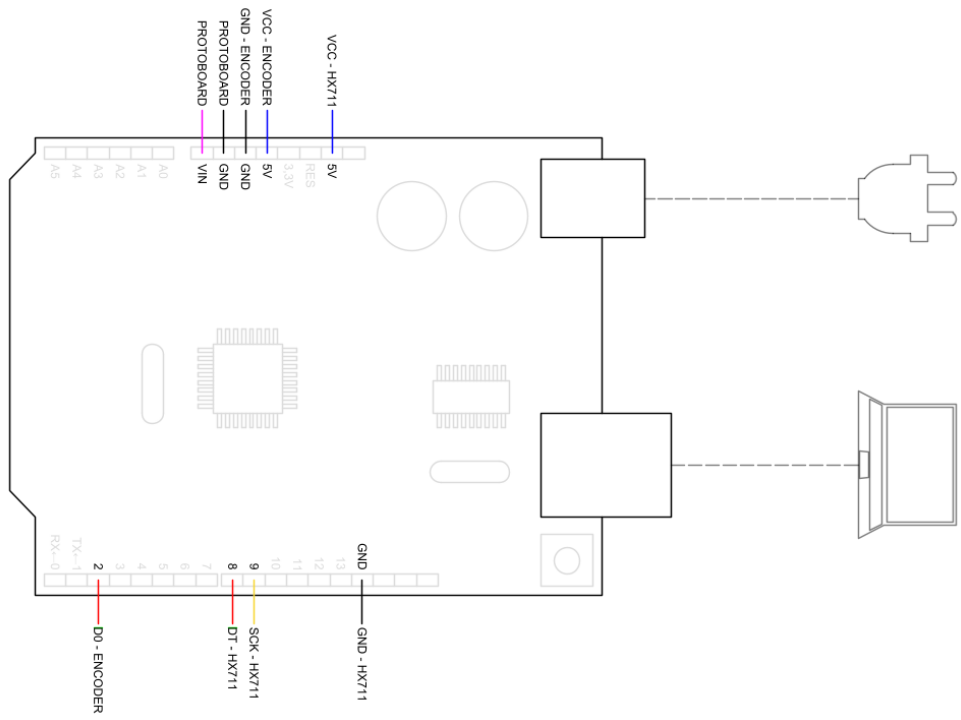 PROTOBOARD
PROTOBOARD
GND - ENCODER
VCC - ENCODER
VCC - HX711
A5
A4
A3
A2
A1
A0
VIN
GND
GND
5V
3.3V
RES
5V
RX←0
TX→1
2
3
4
5
6
7
8
9
10
11
12
13
GND
D0 - ENCODER
DT - HX711
SCK - HX711
GND - HX711